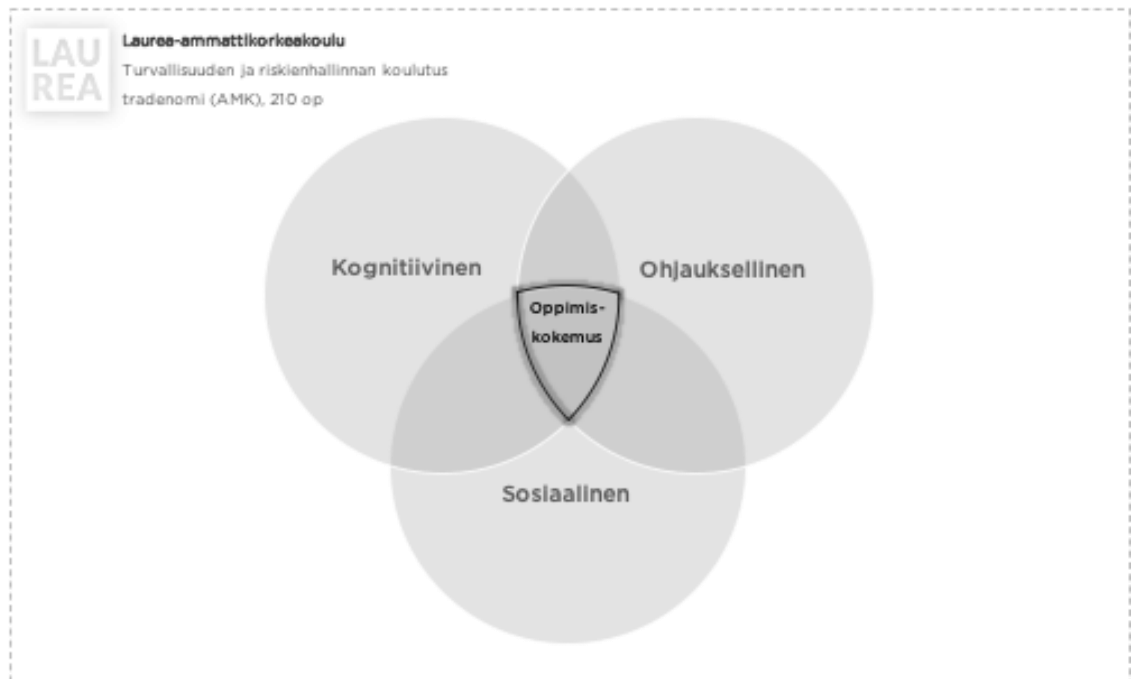 LAU
REA
Laurea-ammattikorkeakoulu
Turvallisuuden ja riskienhallinnan koulutus
tradenomi (AMK), 210 op
Kognitiivinen
Ohjauksellinen
Oppimis-
kokemus
Sosiaalinen